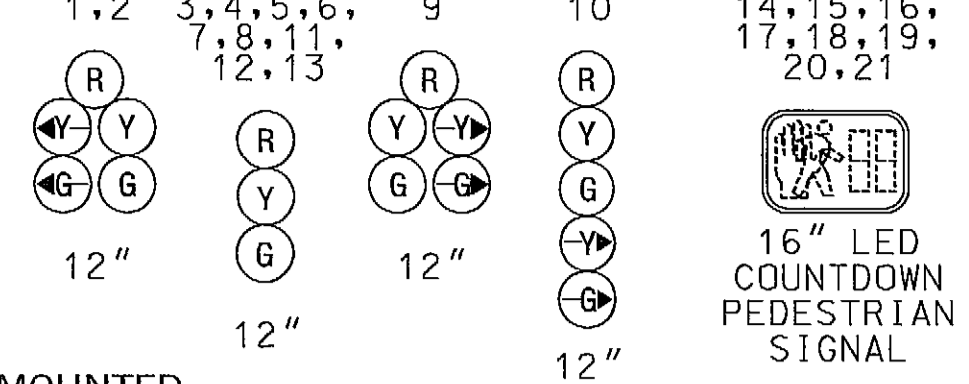 1,2
3,4,5,6,
7,8,11,
12,13
9
10
14,15,16,
17,18,19,
20,21
R
Y Y
G G
12"
R
Y
G
12"
R
Y Y
G G
12"
R
Y
G
Y
G
12"
16" LED
COUNTDOWN
PEDESTRIAN
SIGNAL
MOUNTED